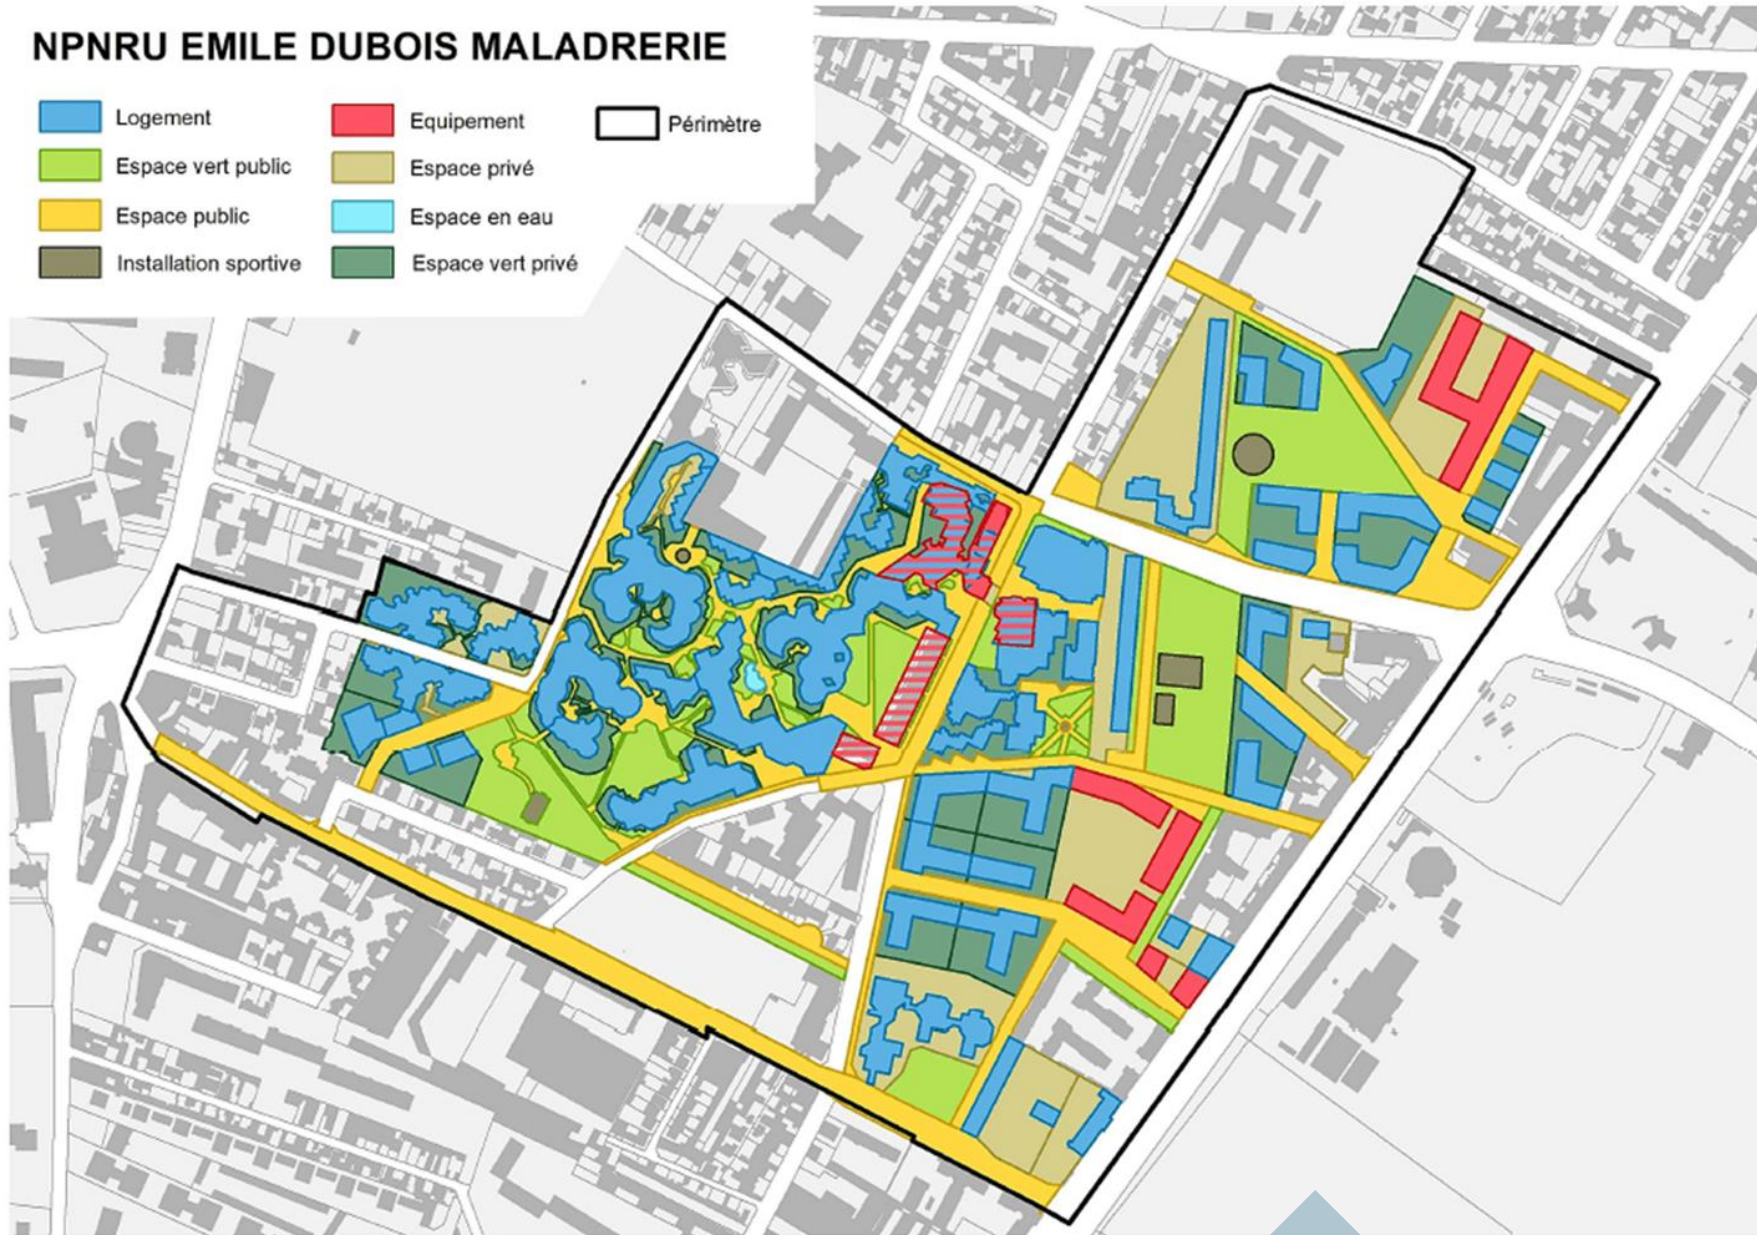 NPNRU EMILE DUBOIS MALADRERIE
Logement
Equipement
Périmètre
Espace vert public
Espace privé
Espace public
Espace en eau
Installation sportive
Espace vert privé